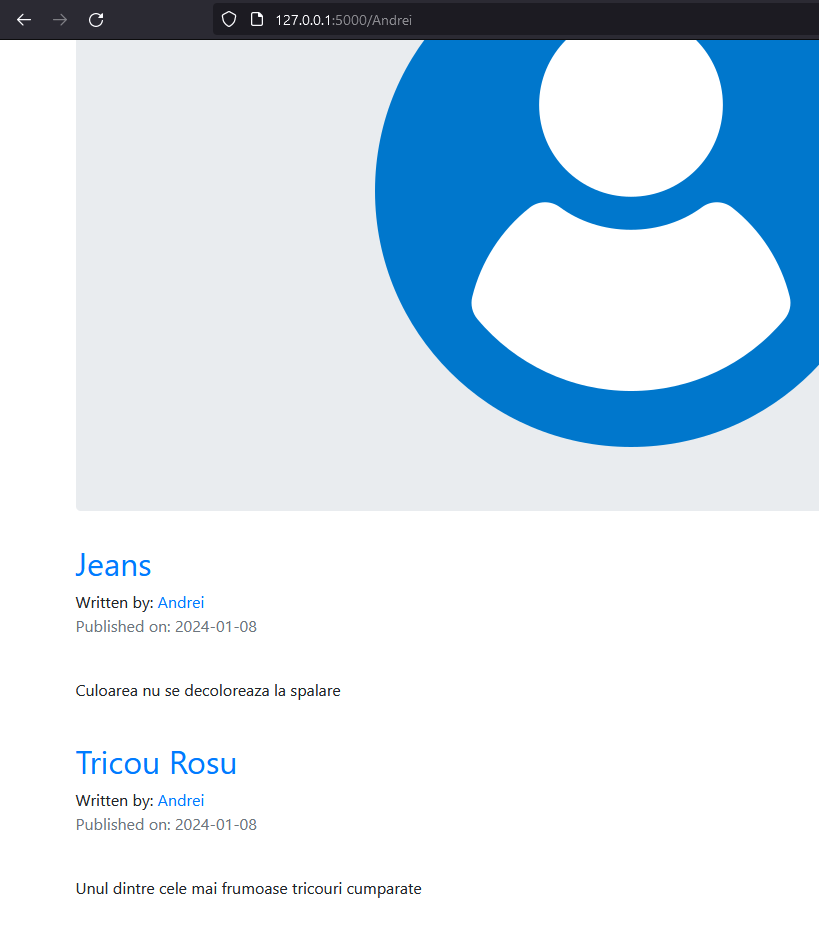 127.0.0.1:5000/Andrei
Jeans
Written by: Andrei
Published on: 2024-01-08
Culoarea nu se decoloreaza la spalare
Tricou Rosu
Written by: Andrei
Published on: 2024-01-08
Unul dintre cele mai frumoase tricouri cumparate